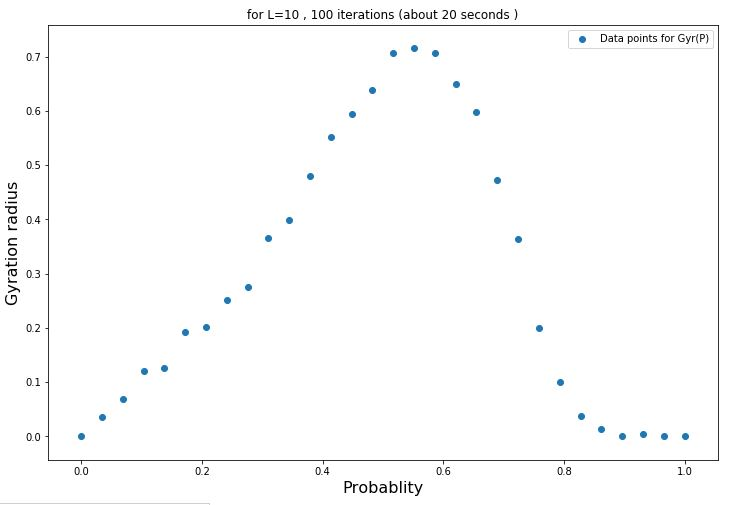 for L=10 , 100 iterations (about 20 seconds )
Data points for Gyr(P)
Gyration radius
0.7
0.6
0.5
0.4
0.3
0.2
0.1
0.0
0.0 0.2 0.4 0.6 0.8 1.0
Probablity